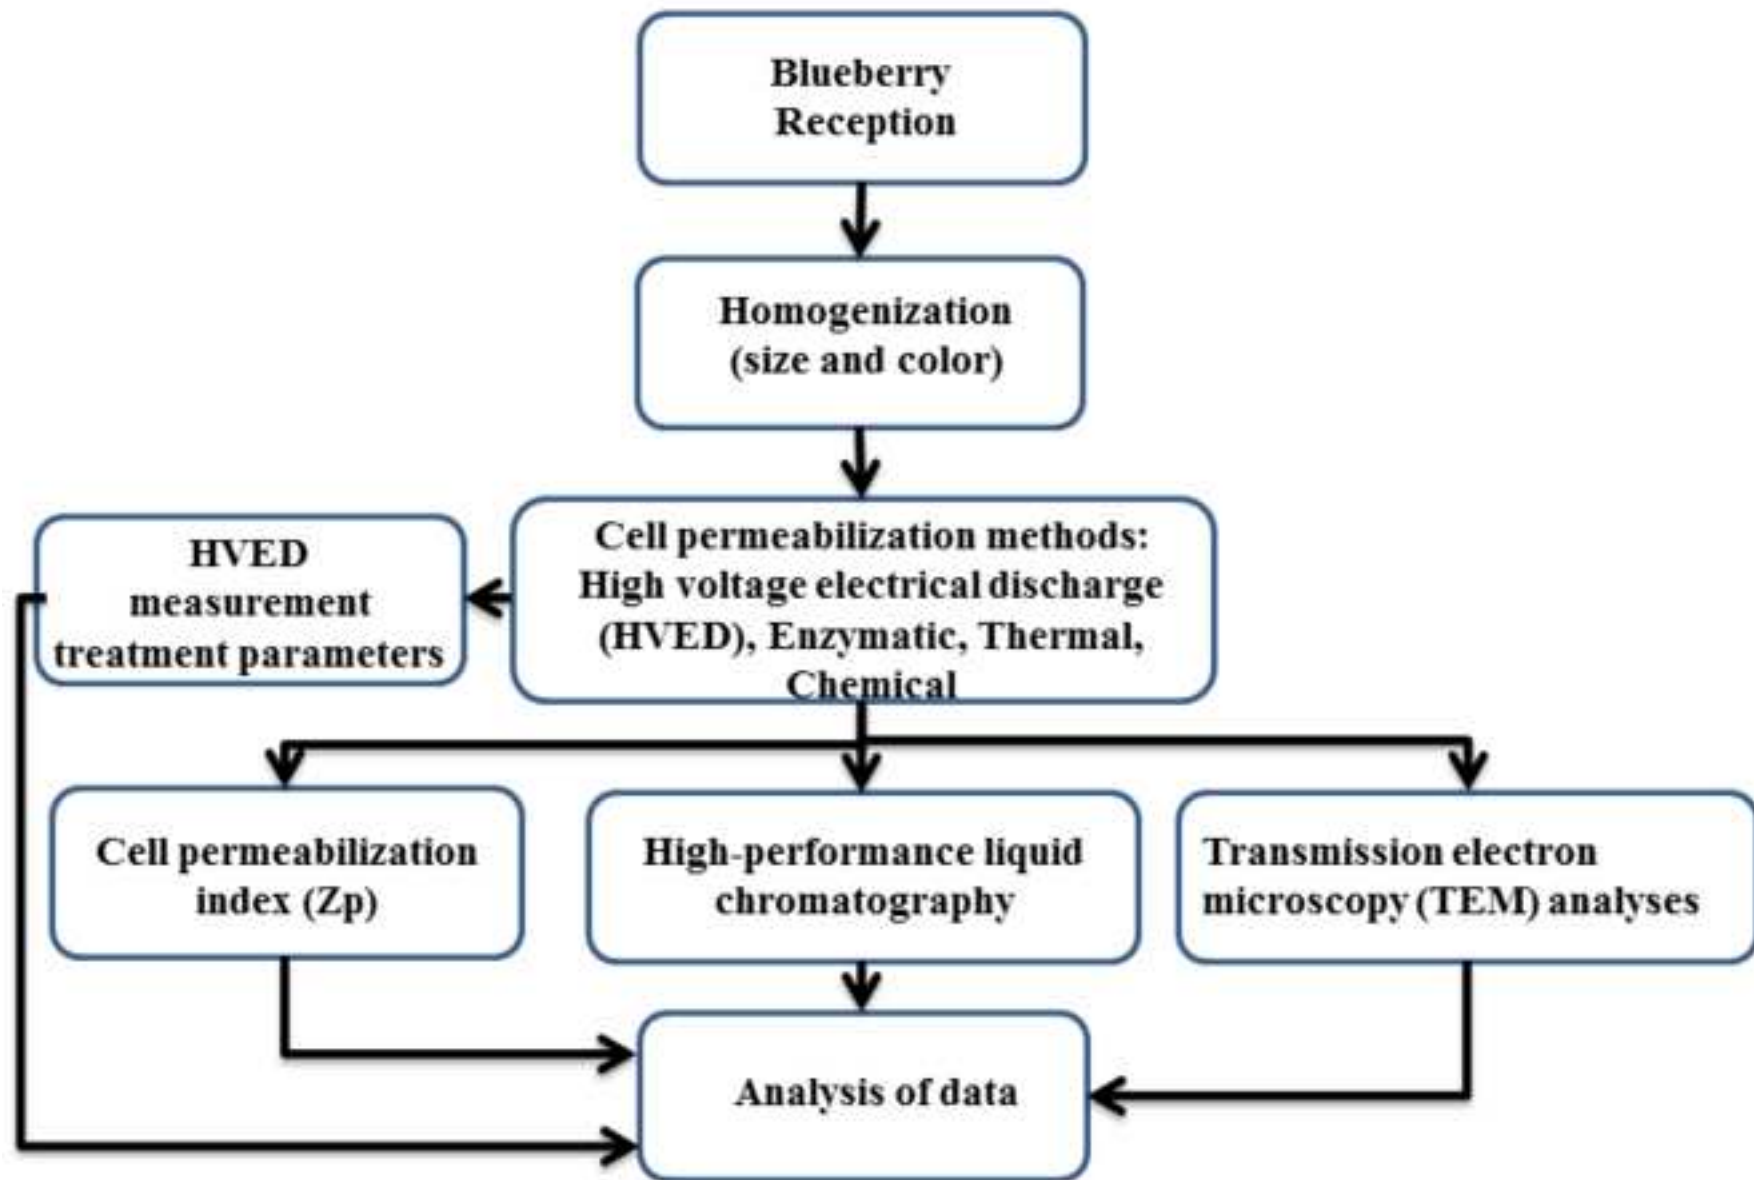 Blueberry
Reception
Homogenization
(size and color)
HVED
measurement
treatment parameters
Cell permeabilization methods:
High voltage electrical discharge
(HVED), Enzymatic, Thermal,
Chemical
Cell permeabilization
index (Zp)
High-performance liquid
chromatography
Transmission electron
microscopy (TEM) analyses
Analysis of data